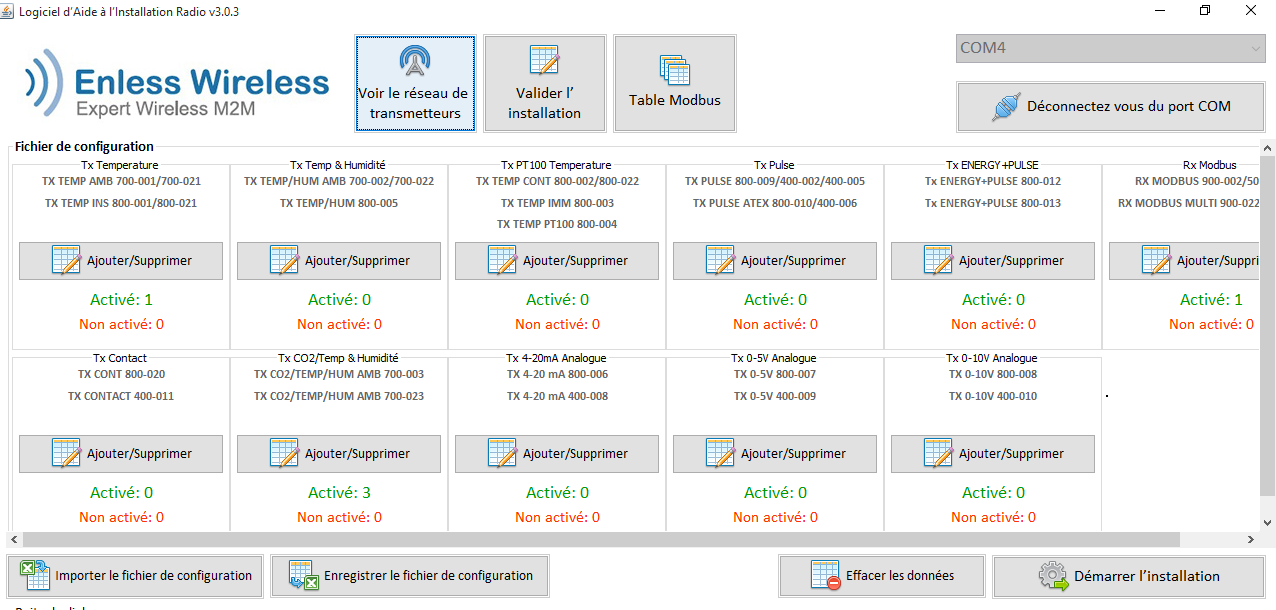 Logiciel d'Aide à l'Installation Radio v3.0.3
Enless Wireless
Expert Wireless M2M
Voir le réseau de
transmetteurs
Valider l'
installation
Table Modbus
COM4
Déconnectez vous du port COM
Fichier de configuration
Tx Temperature
TX TEMP AMB 700-001/700-021
TX TEMP INS 800-001/800-021
Ajouter/Supprimer
Activé: 1
Non activé: 0
Tx Temp & Humidité
TX TEMP/HUM AMB 700-002/700-022
TX TEMP/HUM 800-005
Ajouter/Supprimer
Activé: 0
Non activé: 0
Tx PT100 Temperature
TX TEMP CONT 800-002/800-022
TX TEMP IMM 800-003
TX TEMP PT100 800-004
Ajouter/Supprimer
Activé: 0
Non activé: 0
Tx Pulse
TX PULSE 800-009/400-002/400-005
TX PULSE ATEX 800-010/400-006
Ajouter/Supprimer
Activé: 0
Non activé: 0
Tx ENERGY+PULSE
Tx ENERGY+PULSE 800-012
Tx ENERGY+PULSE 800-013
Ajouter/Supprimer
Activé: 0
Non activé: 0
Rx Modbus
RX MODBUS 900-002/50
RX MODBUS MULTI 900-022
Ajouter/Suppri
Activé: 1
Non activé: 0
Tx Contact
TX CONT 800-020
TX CONTACT 400-011
Ajouter/Supprimer
Activé: 0
Non activé: 0
Tx CO2/Temp & Humidité
TX CO2/TEMP/HUM AMB 700-003
TX CO2/TEMP/HUM AMB 700-023
Ajouter/Supprimer
Activé: 3
Non activé: 0
Tx 4-20mA Analogue
TX 4-20 mA 800-006
TX 4-20 mA 400-008
Ajouter/Supprimer
Activé: 0
Non activé: 0
Tx 0-5V Analogue
TX 0-5V 800-007
TX 0-5V 400-009
Ajouter/Supprimer
Activé: 0
Non activé: 0
Tx 0-10V Analogue
TX 0-10V 800-008
TX 0-10V 400-010
Ajouter/Supprimer
Activé: 0
Non activé: 0
Importer le fichier de configuration
Enregistrer le fichier de configuration
Effacer les données
Démarrer l'installation